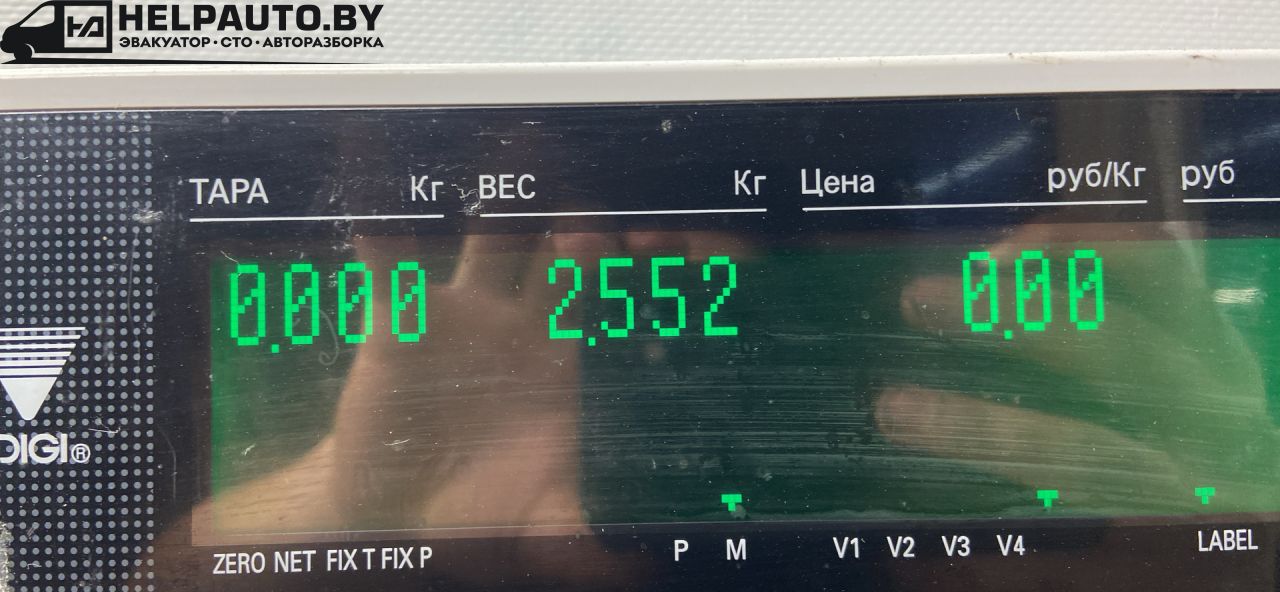 HELPAUTO.BY
ЭВАКУАТОР·СТО·АВТОРАЗБОРКА
ТАРА Кг ВЕС Кг Цена руб/Кг руб
0.000 2.552 0.00
DIGI®
ZERO NET FIX T FIX P P M V1 V2 V3 V4 LABEL